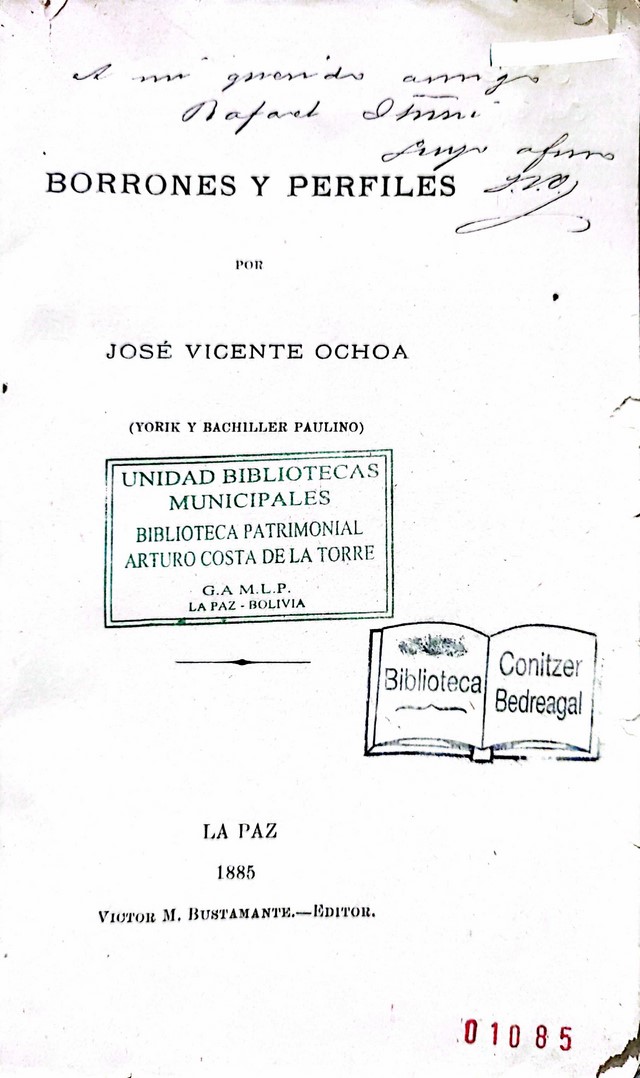 A mi querido amigo
Rafael
BORRONES Y PERFILES
POR
JOSÉ VICENTE OCHOA
(YORIK Y BACHILLER PAULINO)
UNIDAD BIBLIOTECAS
MUNICIPALES
BIBLIOTECA PATRIMONIAL
ARTURO COSTA DE LA TORRE
G.A M.L.P.
LA PAZ - BOLIVIA
Biblioteca
Conitzer
Bedreagal
LA PAZ
1885
VICTOR M. BUSTAMANTE.—EDITOR.
01085